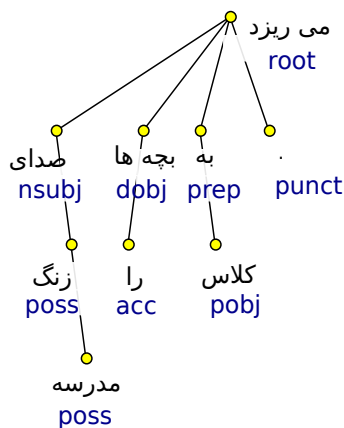 می ریزد
root
صدای
nsubj
بچه ها
dobj
به
prep
.
punct
زنگ
poss
را
acc
کلاس
pobj
مدرسه
poss